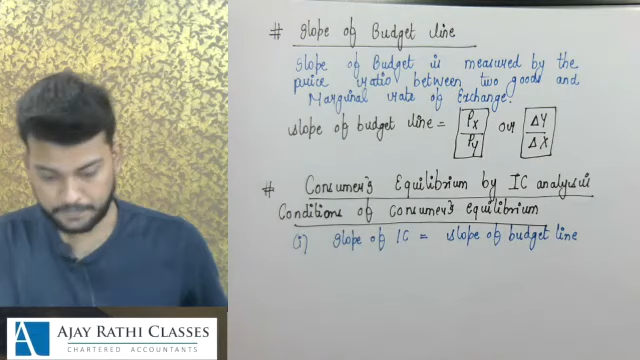 # Slope of Budget line
Slope of Budget is measured by the
price ratio between two goods and
Marginal rate of Exchange.
Slope of budget line = Px/Py or ΔY/ΔX
# Consumer's Equilibrium by IC analysis
Conditions of Consumer's equilibrium
(i) Slope of IC = slope of budget line
A
AJAY RATHI CLASSES
CHARTERED ACCOUNTANTS